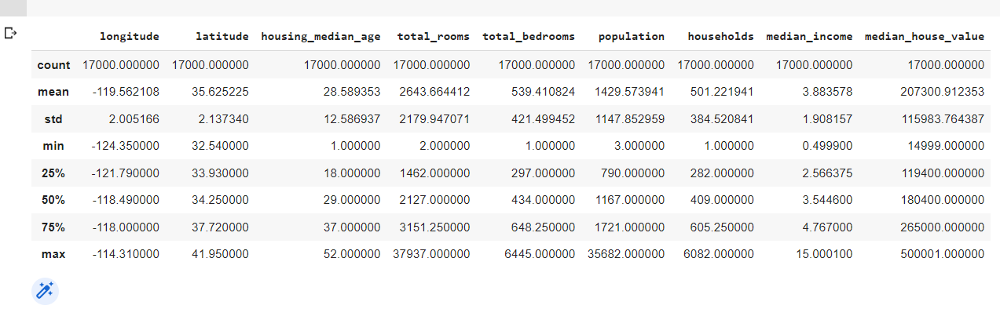 longitude latitude housing_median_age total_rooms total_bedrooms population households median_income median_house_value
count 17000.000000 17000.000000 17000.000000 17000.000000 17000.000000 17000.000000 17000.000000 17000.000000 17000.000000
mean -119.562108 35.625225 28.589353 2643.664412 539.410824 1429.573941 501.221941 3.883578 207300.912353
std 2.005166 2.137340 12.586937 2179.947071 421.499452 1147.852959 384.520841 1.908157 115983.764387
min -124.350000 32.540000 1.000000 2.000000 1.000000 3.000000 1.000000 0.499900 14999.000000
25% -121.790000 33.930000 18.000000 1462.000000 297.000000 790.000000 282.000000 2.566375 119400.000000
50% -118.490000 34.250000 29.000000 2127.000000 434.000000 1167.000000 409.000000 3.544600 180400.000000
75% -118.000000 37.720000 37.000000 3151.250000 648.250000 1721.000000 605.250000 4.767000 265000.000000
max -114.310000 41.950000 52.000000 37937.000000 6445.000000 35682.000000 6082.000000 15.000100 500001.000000